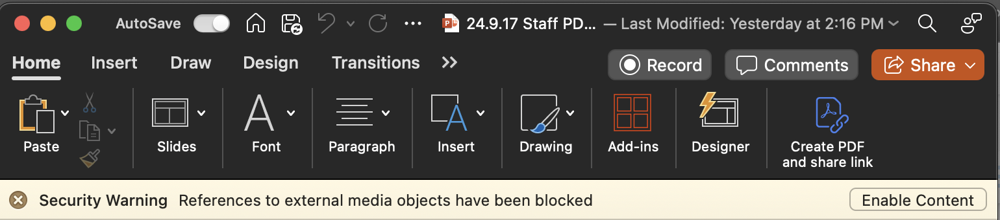 AutoSave 24.9.17 Staff PD... — Last Modified: Yesterday at 2:16 PM
Home Insert Draw Design Transitions Record Comments Share
Paste Slides Font Paragraph Insert Drawing Add-ins Designer Create PDF
and share link
Security Warning References to external media objects have been blocked Enable Content